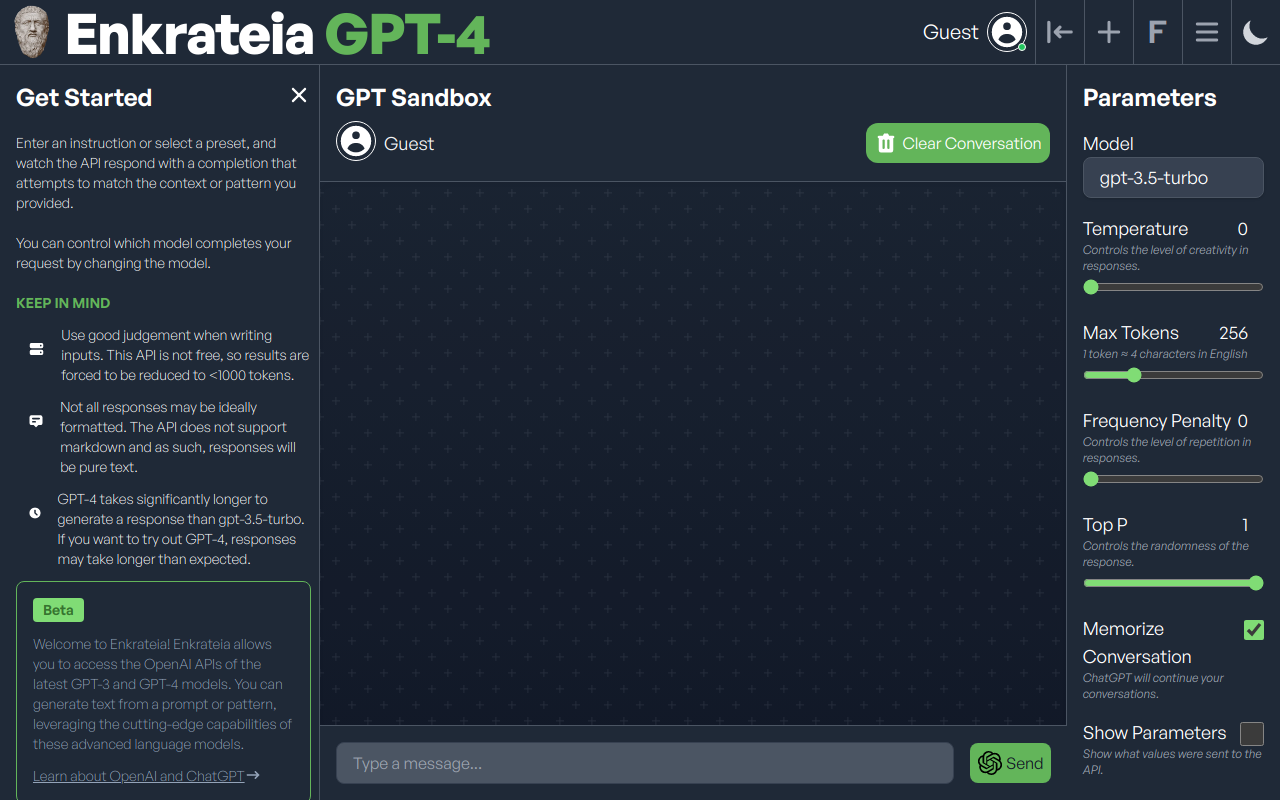 Enkrateia GPT-4
Guest
F
Get Started
Enter an instruction or select a preset, and
watch the API respond with a completion that
attempts to match the context or pattern you
provided.
You can control which model completes your
request by changing the model.
KEEP IN MIND
Use good judgement when writing
inputs. This API is not free, so results are
forced to be reduced to <1000 tokens.
Not all responses may be ideally
formatted. The API does not support
markdown and as such, responses will
be pure text.
GPT-4 takes significantly longer to
generate a response than gpt-3.5-turbo.
If you want to try out GPT-4, responses
may take longer than expected.
Beta
Welcome to Enkrateia! Enkrateia allows
you to access the OpenAI APIs of the
latest GPT-3 and GPT-4 models. You can
generate text from a prompt or pattern,
leveraging the cutting-edge capabilities of
these advanced language models.
Learn about OpenAI and ChatGPT
GPT Sandbox
Guest
Clear Conversation
Type a message...
Send
Parameters
Model
gpt-3.5-turbo
Temperature 0
Controls the level of creativity in
responses.
Max Tokens 256
1 token ≈ 4 characters in English
Frequency Penalty 0
Controls the level of repetition in
responses.
Top P 1
Controls the randomness of the
response.
Memorize
Conversation
ChatGPT will continue your
conversations.
Show Parameters
Show what values were sent to the
API.